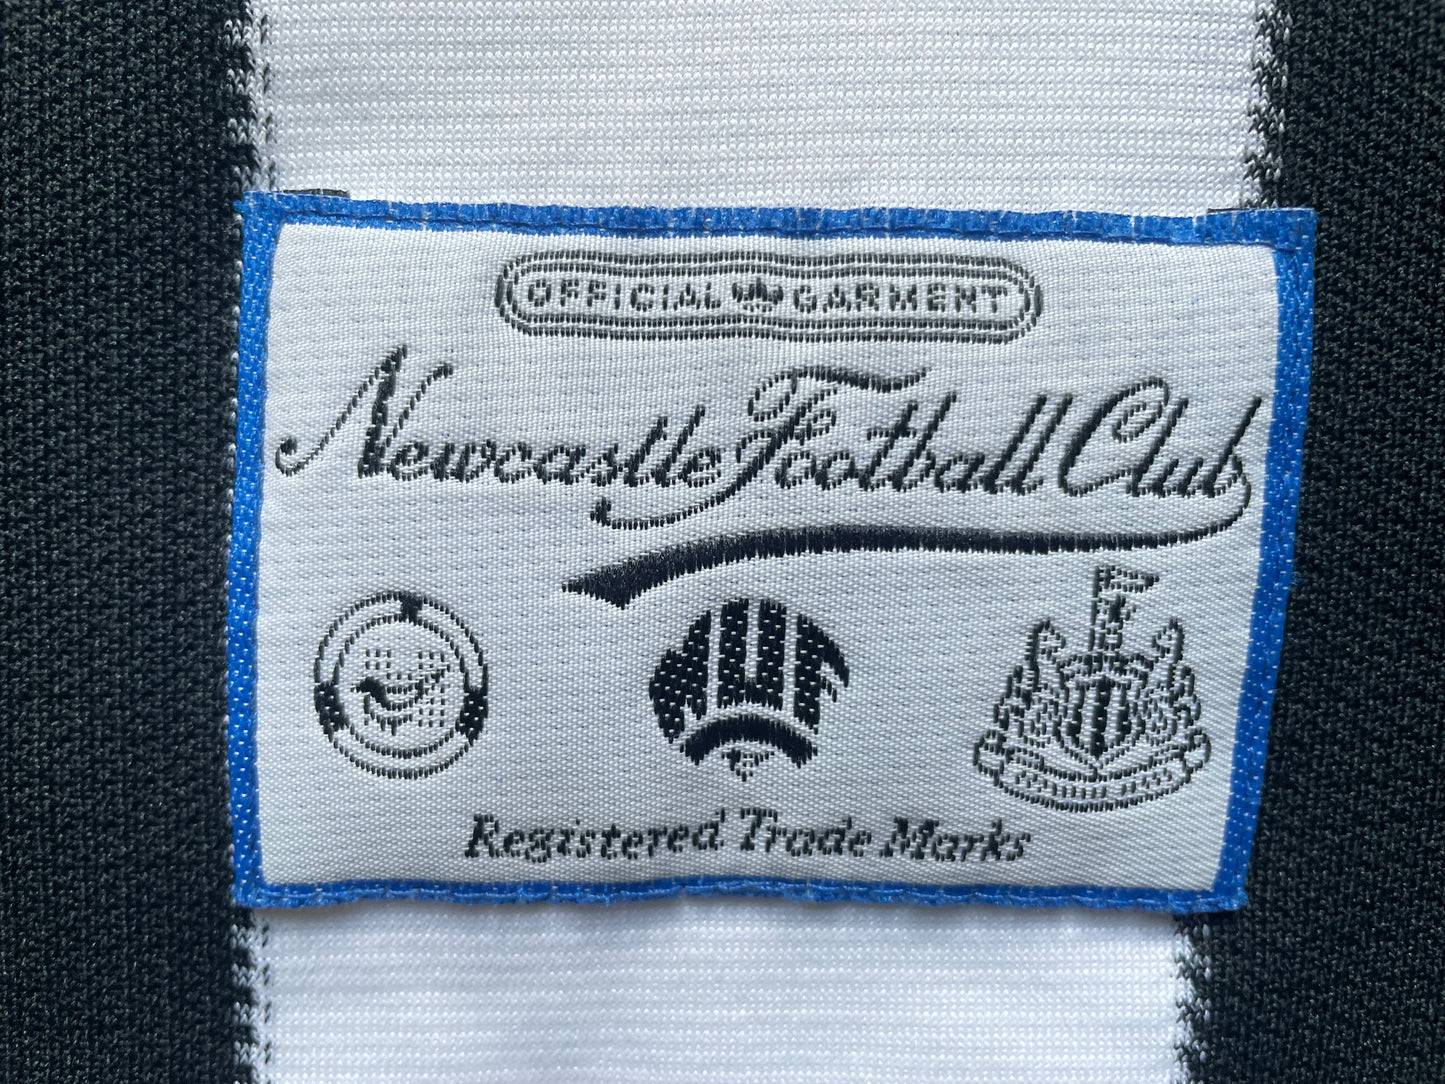 OFFICIAL GARMENT
Newcastle Football Club
Registered Trade Marks